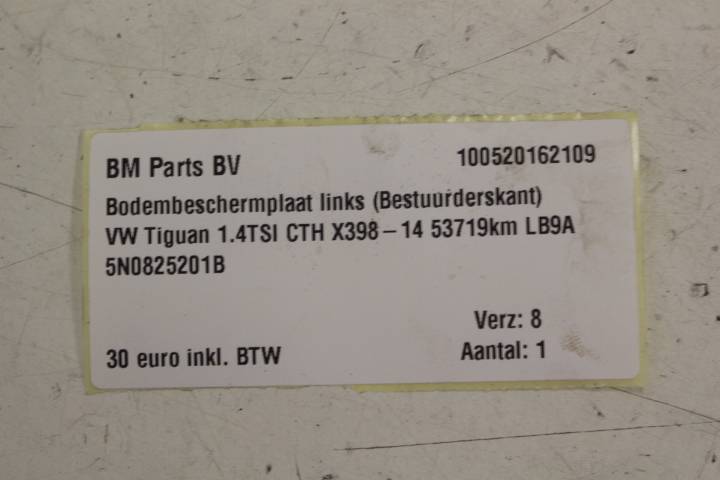 BM Parts BV 100520162109
Bodembeschermplaat links (Bestuurderskant)
VW Tiguan 1.4TSI CTH X398-14 53719km LB9A
5N0825201B
Verz: 8
30 euro inkl. BTW Aantal: 1